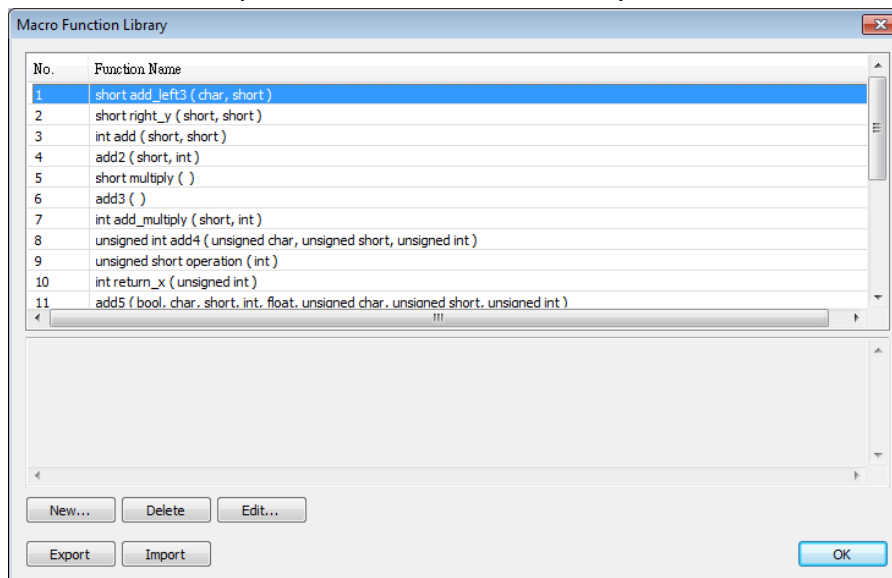 Macro Function Library
No. Function Name
1 short add_left3 ( char, short )
2 short right_y ( short, short )
3 int add ( short, short )
4 add2 ( short, int )
5 short multiply ( )
6 add3 ( )
7 int add_multiply ( short, int )
8 unsigned int add4 ( unsigned char, unsigned short, unsigned int )
9 unsigned short operation ( int )
10 int return_x ( unsigned int )
11 add5 ( bool, char, short, int, float, unsigned char, unsigned short, unsigned int )
New... Delete Edit...
Export Import OK